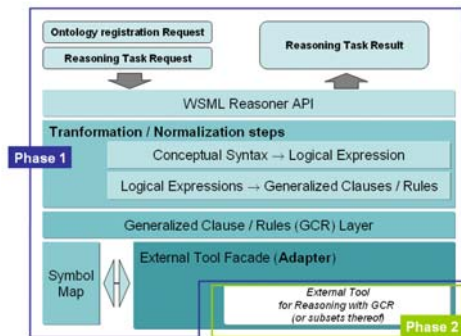 Ontology registration Request
Reasoning Task Request
Reasoning Task Result
WSML Reasoner API
Tranformation / Normalization steps
Phase 1
Conceptual Syntax → Logical Expression
Logical Expressions → Generalized Clauses / Rules
Generalized Clause / Rules (GCR) Layer
Symbol
Map
External Tool Facade (Adapter)
External Tool
for Reasoning with GCR
(or subsets thereof)
Phase 2